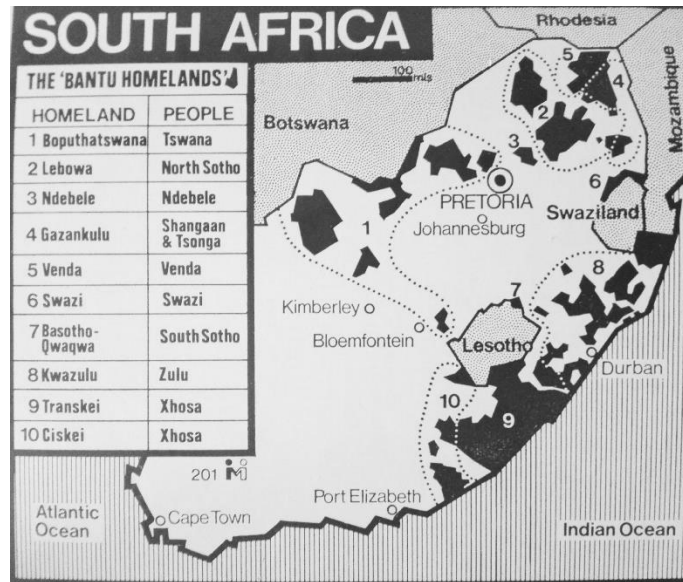 SOUTH AFRICA
THE 'BANTU HOMELANDS'
HOMELAND PEOPLE
1 Boputhatswana Tswana
2 Lebowa North Sotho
3 Ndebele Ndebele
4 Gazankulu Shangaan & Tsonga
5 Venda Venda
6 Swazi Swazi
7 Basotho-Qwaqwa South Sotho
8 Kwazulu Zulu
9 Transkei Xhosa
10 Ciskei Xhosa
201
Rhodesia
100 mls
Botswana
Mozambique
5
4
2
3
PRETORIA
6
Johannesburg
Swaziland
1
8
Kimberley
7
Bloemfontein
Lesotho
Durban
10
9
Port Elizabeth
Atlantic
Ocean
Cape Town
Indian Ocean